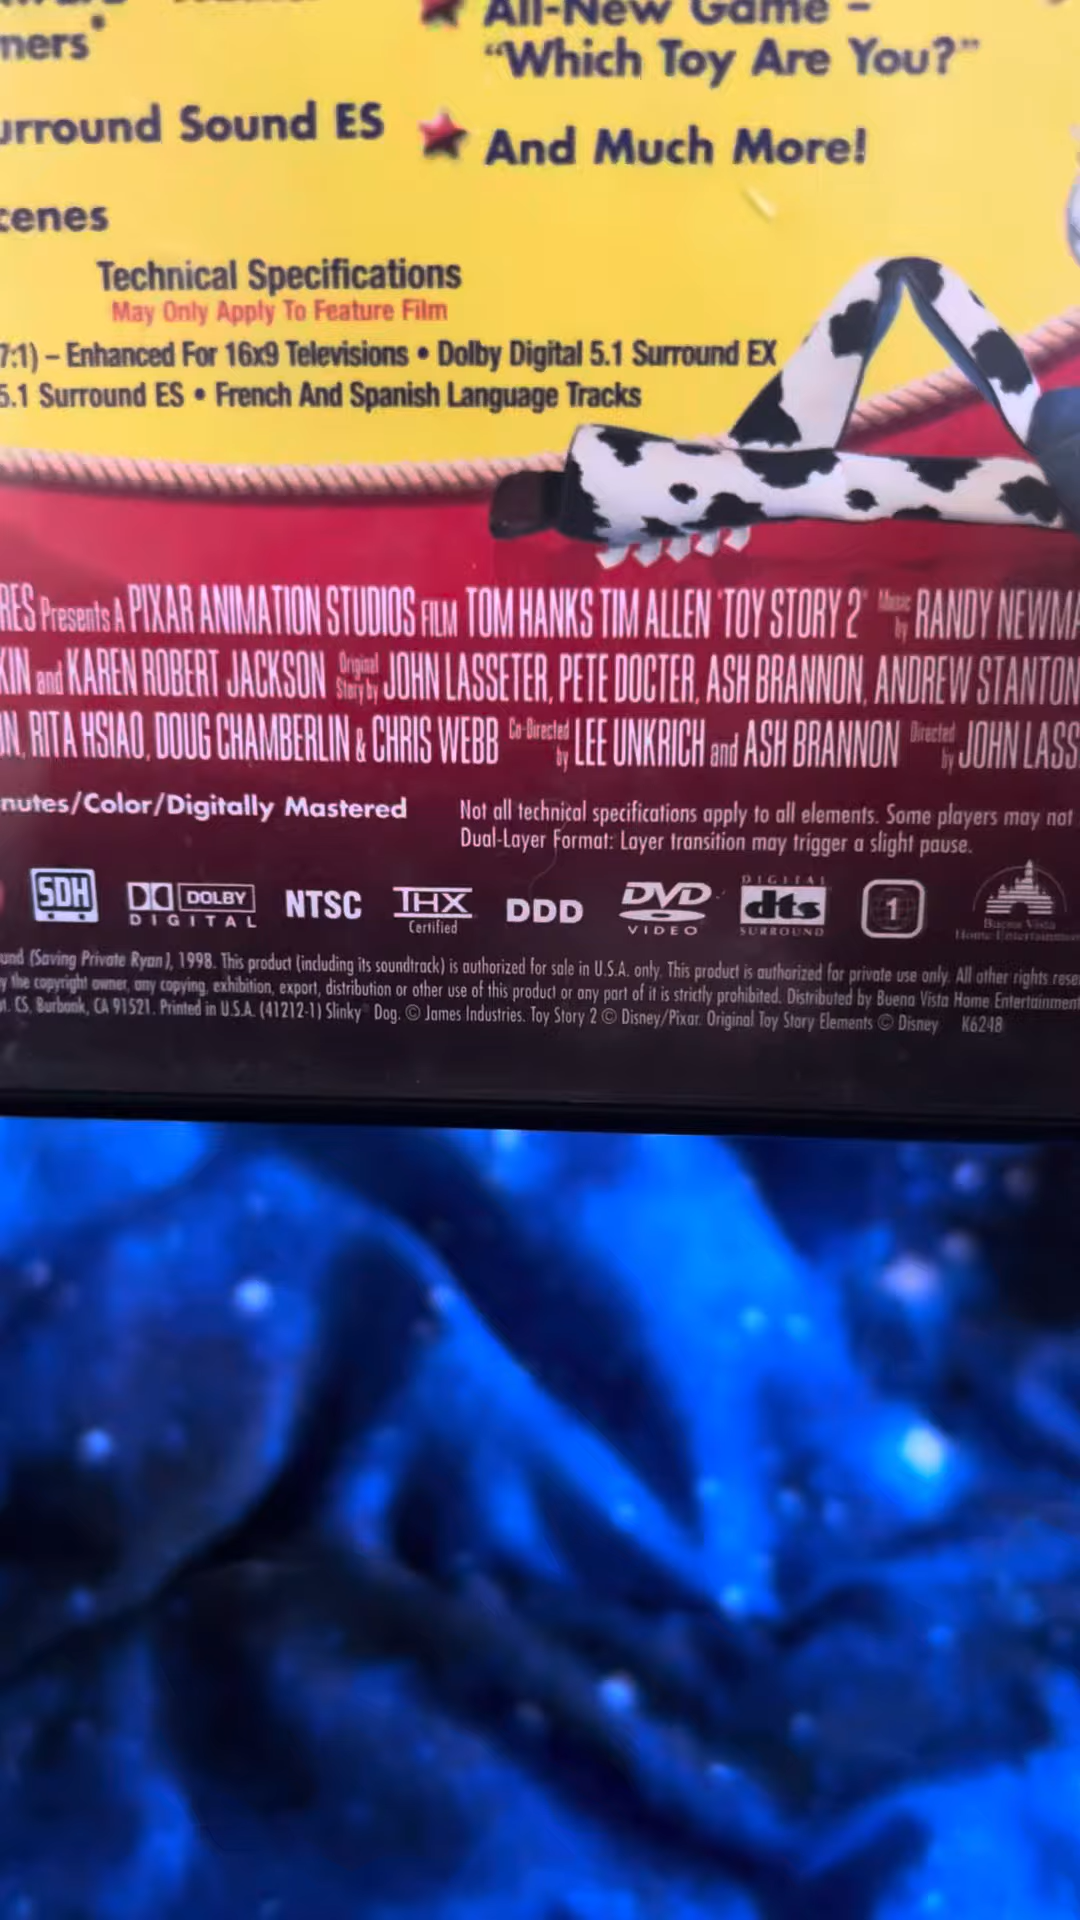 ners
All-New Game –
“Which Toy Are You?”
urround Sound ES
And Much More!
cenes
Technical Specifications
May Only Apply To Feature Film
7:1) – Enhanced For 16x9 Televisions • Dolby Digital 5.1 Surround EX
5.1 Surround ES • French And Spanish Language Tracks
RES Presents A PIXAR ANIMATION STUDIOS FILM TOM HANKS TIM ALLEN "TOY STORY 2" Music by RANDY NEWMA
KIN and KAREN ROBERT JACKSON Original Story by JOHN LASSETER, PETE DOCTER, ASH BRANNON, ANDREW STANTON
N, RITA HSIAO, DOUG CHAMBERLIN & CHRIS WEBB Co-Directed by LEE UNKRICH and ASH BRANNON Directed by JOHN LASS
nutes/Color/Digitally Mastered
Not all technical specifications apply to all elements. Some players may not
Dual-Layer Format: Layer transition may trigger a slight pause.
SDH DOLBY DIGITAL NTSC THX Certified DDD DVD VIDEO DIGITAL dts SURROUND 1 Buena Vista Home Entertainment
und (Saving Private Ryan), 1998. This product (including its soundtrack) is authorized for sale in U.S.A. only. This product is authorized for private use only. All other rights rese
y the copyright owner, any copying, exhibition, export, distribution or other use of this product or any part of it is strictly prohibited. Distributed by Buena Vista Home Entertainment
t. CS, Burbank, CA 91521. Printed in U.S.A. (41212-1) Slinky™ Dog. © James Industries. Toy Story 2 © Disney/Pixar. Original Toy Story Elements © Disney K6248